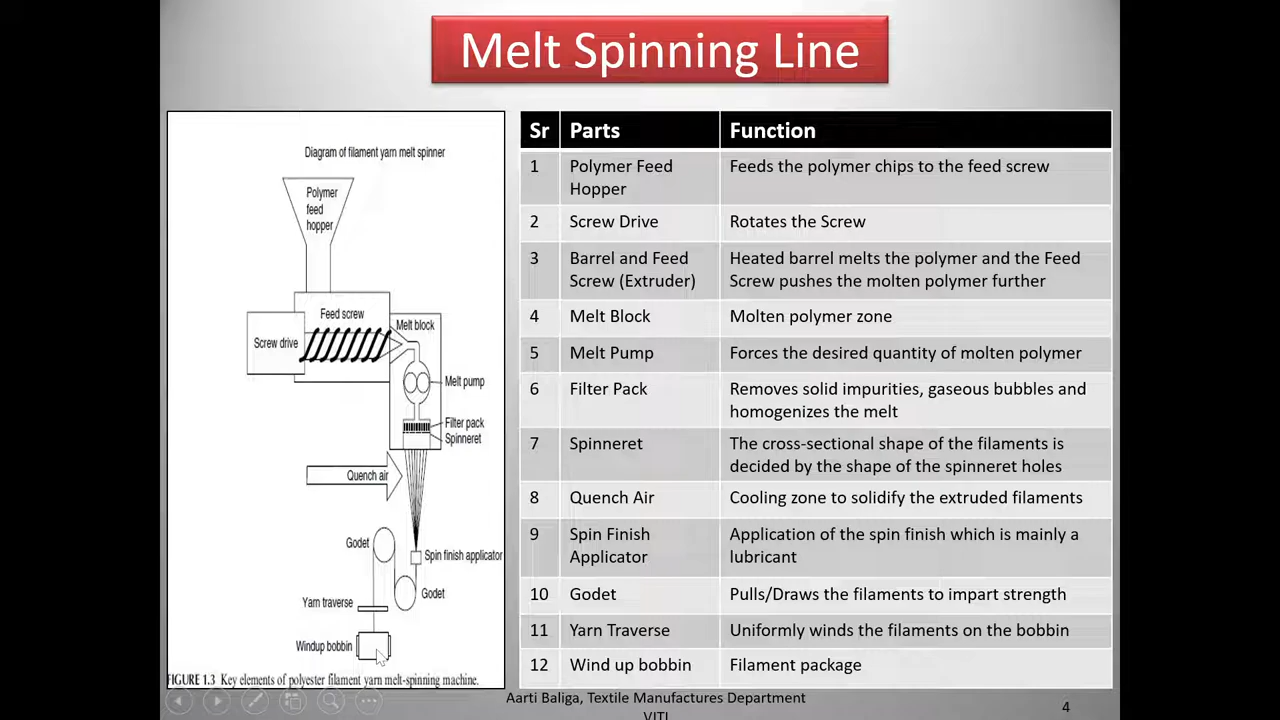 Melt Spinning Line
Diagram of filament yarn melt spinner
Polymer
feed
hopper
Feed screw
Melt block
Screw drive
Melt pump
Filter pack
Spinneret
Quench air
Godet
Spin finish applicator
Godet
Yarn traverse
Windup bobbin
FIGURE 1.3 Key elements of polyester filament yarn melt-spinning machine.
Sr Parts Function
1 Polymer Feed Feeds the polymer chips to the feed screw
Hopper
2 Screw Drive Rotates the Screw
3 Barrel and Feed Heated barrel melts the polymer and the Feed
Screw (Extruder) Screw pushes the molten polymer further
4 Melt Block Molten polymer zone
5 Melt Pump Forces the desired quantity of molten polymer
6 Filter Pack Removes solid impurities, gaseous bubbles and
homogenizes the melt
7 Spinneret The cross-sectional shape of the filaments is
decided by the shape of the spinneret holes
8 Quench Air Cooling zone to solidify the extruded filaments
9 Spin Finish Application of the spin finish which is mainly a
Applicator lubricant
10 Godet Pulls/Draws the filaments to impart strength
11 Yarn Traverse Uniformly winds the filaments on the bobbin
12 Wind up bobbin Filament package
Aarti Baliga, Textile Manufactures Department
4